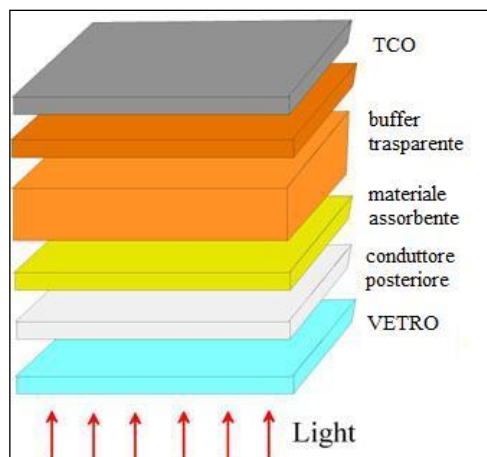 TCO
buffer
trasparente
materiale
assorbente
conduttore
posteriore
VETRO
Light